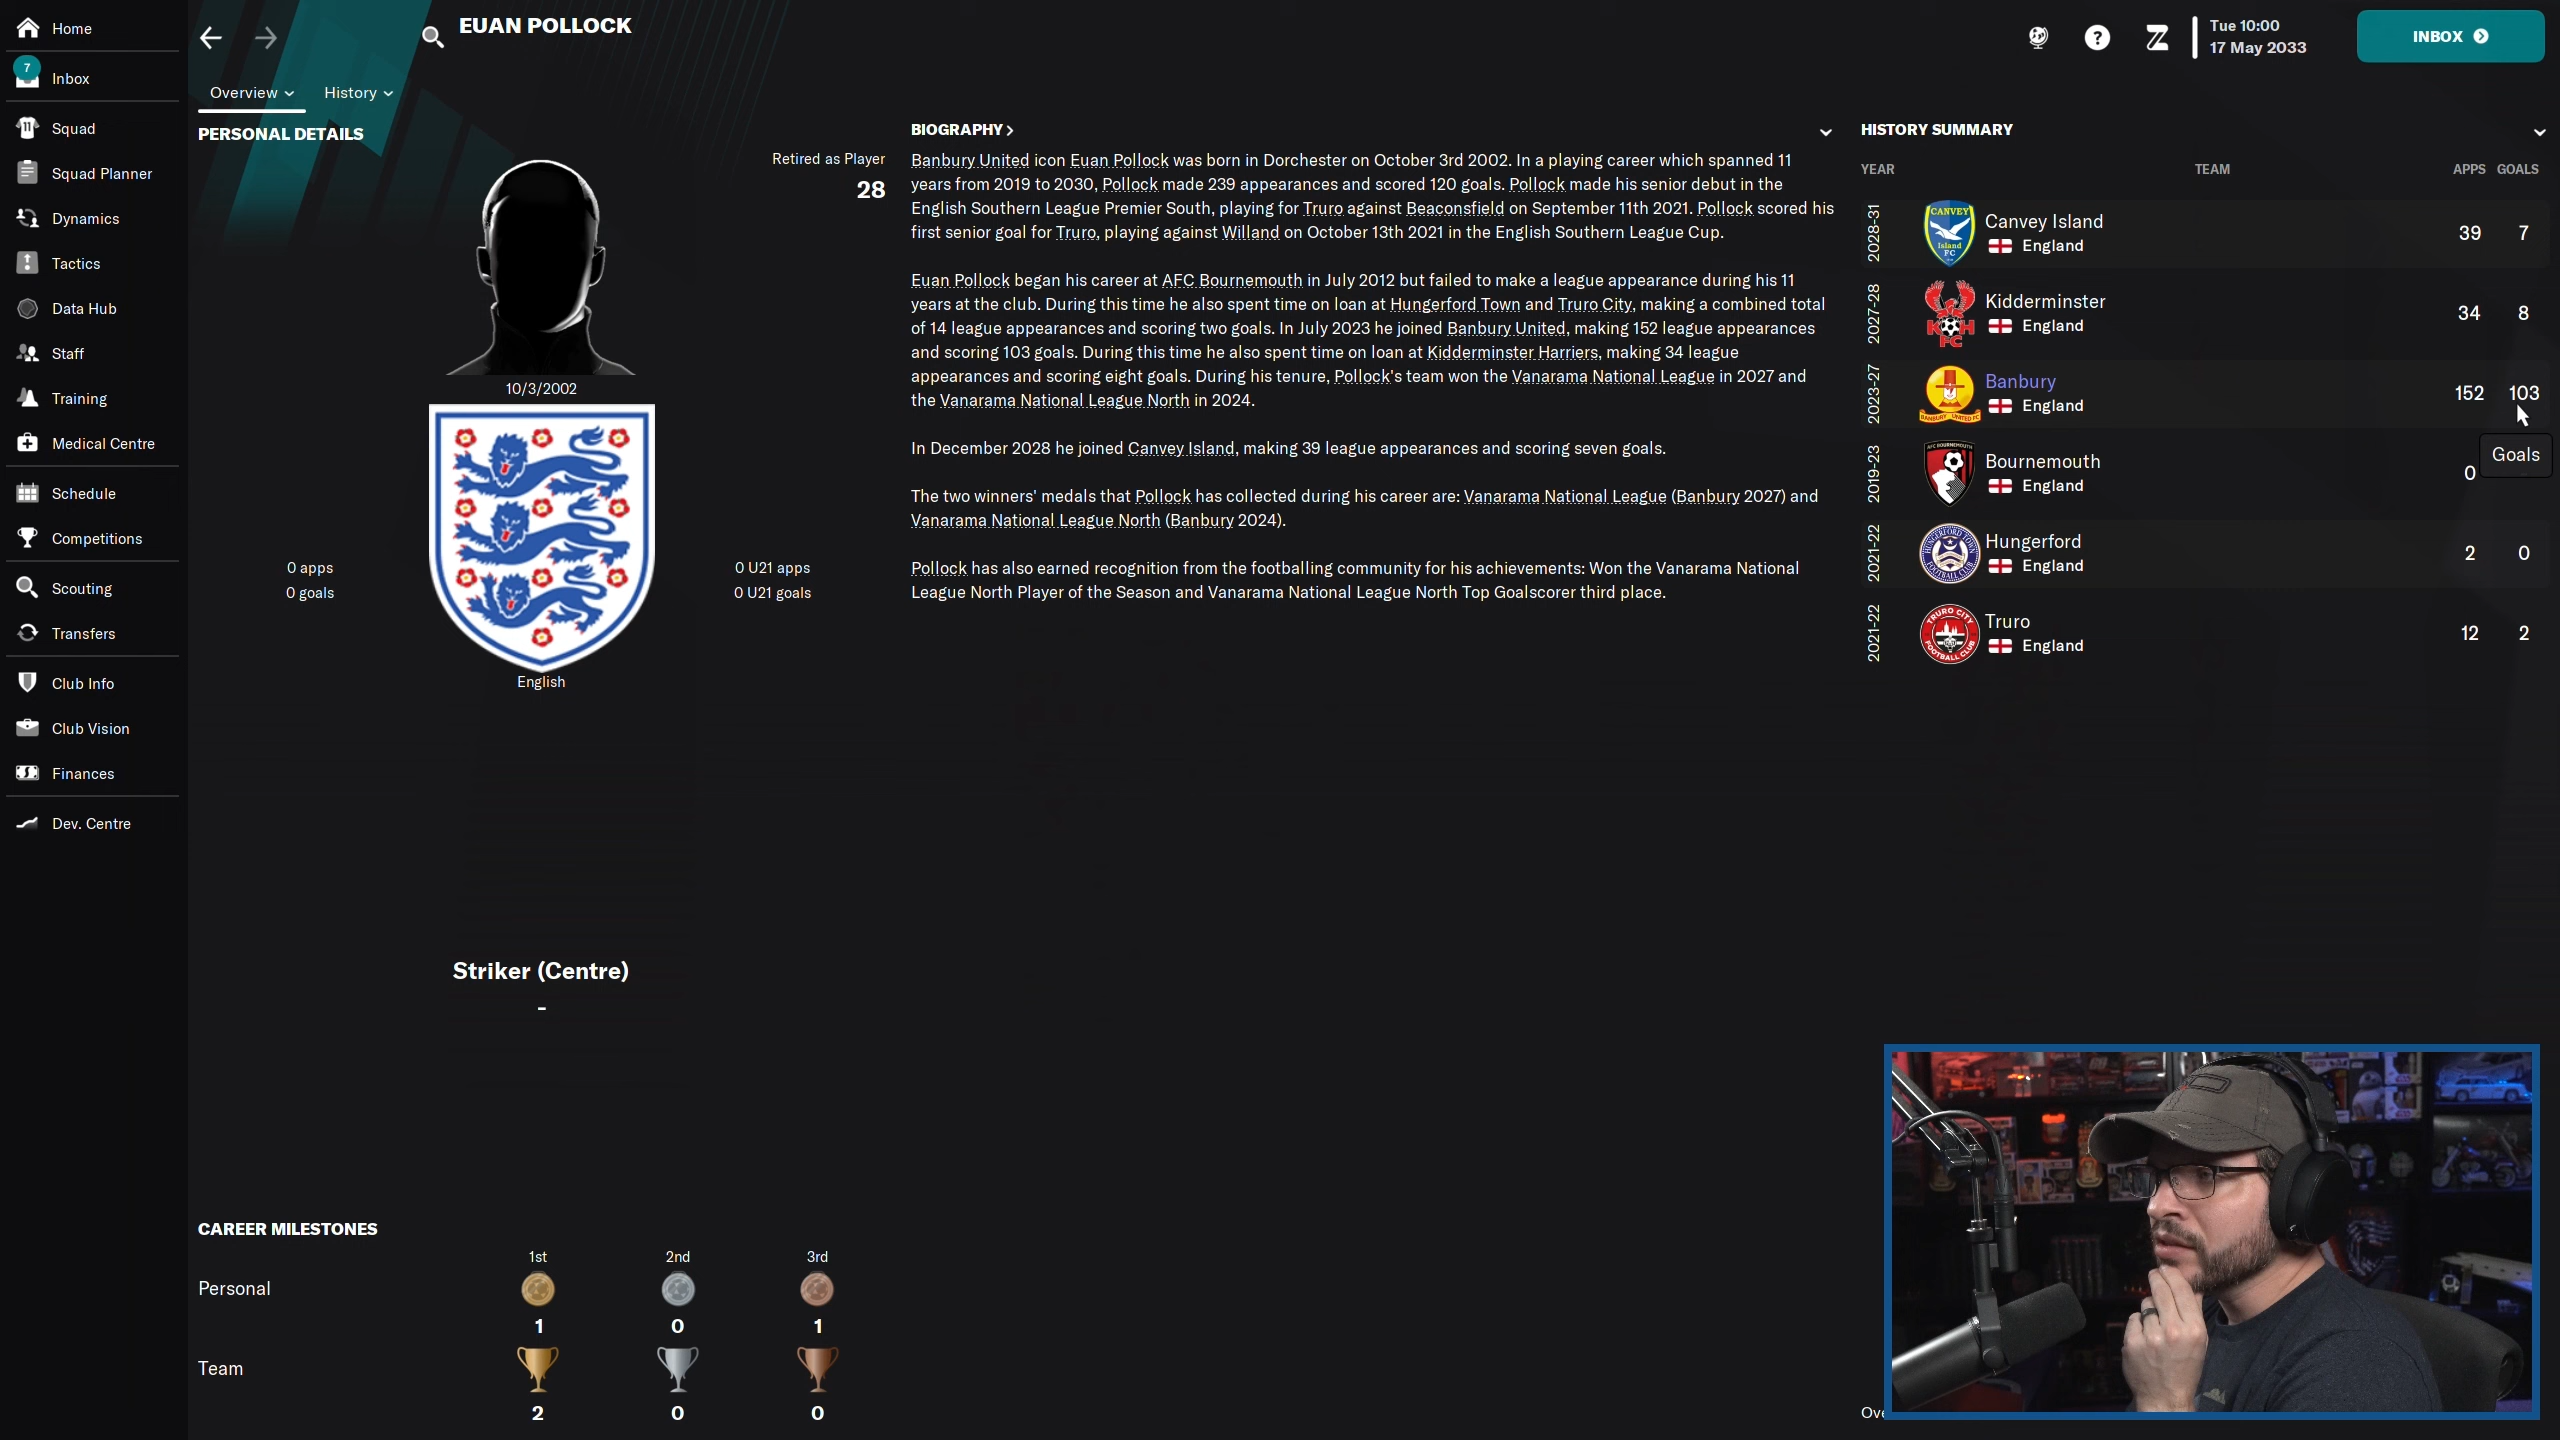 Home
Inbox
7
Squad
Squad Planner
Dynamics
Tactics
Data Hub
Staff
Training
Medical Centre
Schedule
Competitions
Scouting
Transfers
Club Info
Club Vision
Finances
Dev. Centre
EUAN POLLOCK
Tue 10:00
17 May 2033
INBOX
Overview
History
PERSONAL DETAILS
Retired as Player
28
10/3/2002
0 apps
0 goals
0 U21 apps
0 U21 goals
English
Striker (Centre)
-
CAREER MILESTONES
1st 2nd 3rd
Personal
1 0 1
Team
2 0 0
BIOGRAPHY
Banbury United icon Euan Pollock was born in Dorchester on October 3rd 2002. In a playing career which spanned 11
years from 2019 to 2030, Pollock made 239 appearances and scored 120 goals. Pollock made his senior debut in the
English Southern League Premier South, playing for Truro against Beaconsfield on September 11th 2021. Pollock scored his
first senior goal for Truro, playing against Willand on October 13th 2021 in the English Southern League Cup.
Euan Pollock began his career at AFC Bournemouth in July 2012 but failed to make a league appearance during his 11
years at the club. During this time he also spent time on loan at Hungerford Town and Truro City, making a combined total
of 14 league appearances and scoring two goals. In July 2023 he joined Banbury United, making 152 league appearances
and scoring 103 goals. During this time he also spent time on loan at Kidderminster Harriers, making 34 league
appearances and scoring eight goals. During his tenure, Pollock's team won the Vanarama National League in 2027 and
the Vanarama National League North in 2024.
In December 2028 he joined Canvey Island, making 39 league appearances and scoring seven goals.
The two winners' medals that Pollock has collected during his career are: Vanarama National League (Banbury 2027) and
Vanarama National League North (Banbury 2024).
Pollock has also earned recognition from the footballing community for his achievements: Won the Vanarama National
League North Player of the Season and Vanarama National League North Top Goalscorer third place.
HISTORY SUMMARY
YEAR TEAM APPS GOALS
2028-31 Canvey Island 39 7
England
2027-28 Kidderminster 34 8
England
2023-27 Banbury 152 103
England
2019-23 Bournemouth 0
England
Goals
2021-22 Hungerford 2 0
England
2021-22 Truro 12 2
England
CANVEY
Island
FC
KHFC
BANBURY UNITED FC
AFC BOURNEMOUTH
HUNGERFORD TOWN
FOOTBALL CLUB
TRURO CITY
FOOTBALL CLUB